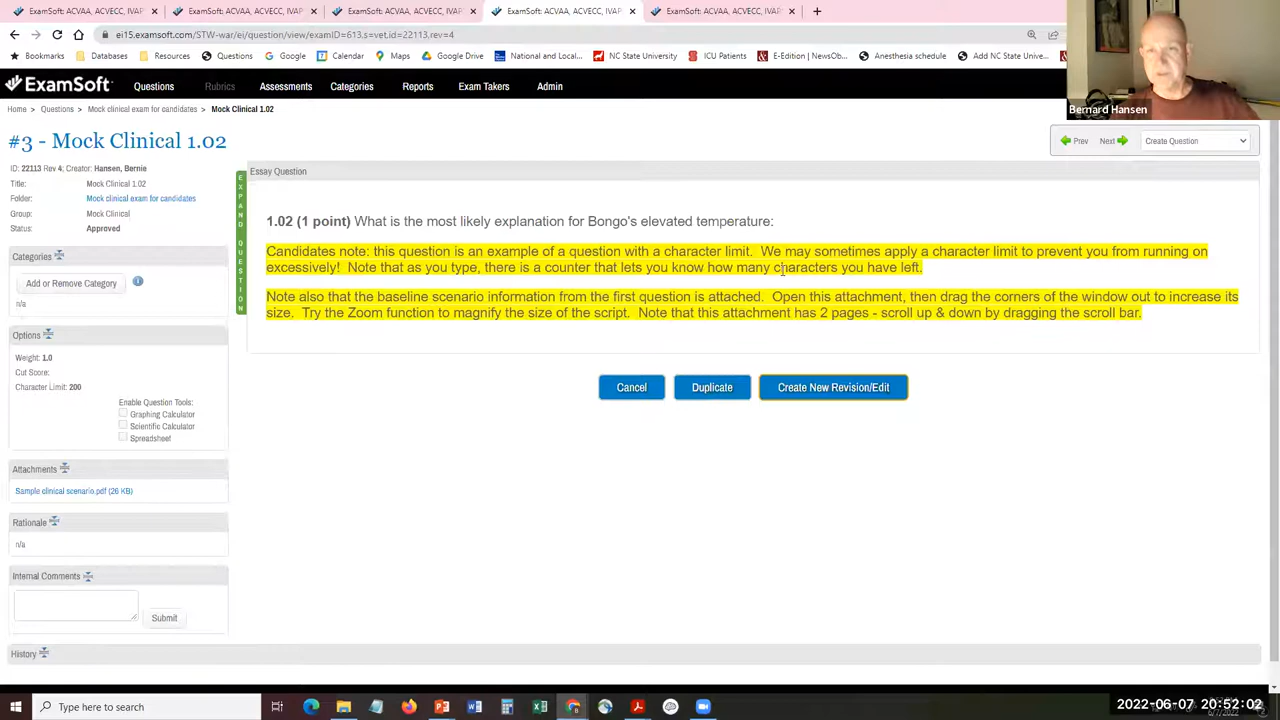 ExamSoft: ACVAA, ACVECC, IVAP
ExamSoft: ACVAA, ACVECC, IVAP
ExamSoft: ACVAA, ACVECC, IVAP
ExamSoft: ACVAA, ACVECC, IVAP
ExamSoft: ACVAA, ACVECC, IVAP
ei15.examsoft.com/STW-war/ei/question/view/examID=613.s=vet.id=22113.rev=4
Bookmarks
Databases
Resources
Questions
Google
Calendar
Maps
Google Drive
National and Local...
NC State University
ICU Patients
E-Edition | NewsOb...
Anesthesia schedule
Add NC State Unive...
Bernard Hansen
ExamSoft
Questions
Rubrics
Assessments
Categories
Reports
Exam Takers
Admin
Home > Questions > Mock clinical exam for candidates > Mock Clinical 1.02
#3 - Mock Clinical 1.02
Prev
Next
Create Question
ID: 22113 Rev 4; Creator: Hansen, Bernie
Title: Mock Clinical 1.02
Folder: Mock clinical exam for candidates
Group: Mock Clinical
Status: Approved
Categories
Add or Remove Category
n/a
Options
Weight: 1.0
Cut Score:
Character Limit: 200
Enable Question Tools:
Graphing Calculator
Scientific Calculator
Spreadsheet
Attachments
Sample clinical scenario.pdf (26 KB)
Rationale
n/a
Internal Comments
Submit
History
EXPAND QUESTION
Essay Question
1.02 (1 point) What is the most likely explanation for Bongo's elevated temperature:
Candidates note: this question is an example of a question with a character limit. We may sometimes apply a character limit to prevent you from running on
excessively! Note that as you type, there is a counter that lets you know how many characters you have left.
Note also that the baseline scenario information from the first question is attached. Open this attachment, then drag the corners of the window out to increase its
size. Try the Zoom function to magnify the size of the script. Note that this attachment has 2 pages - scroll up & down by dragging the scroll bar.
Cancel
Duplicate
Create New Revision/Edit
Type here to search
2022-06-07 20:52:02